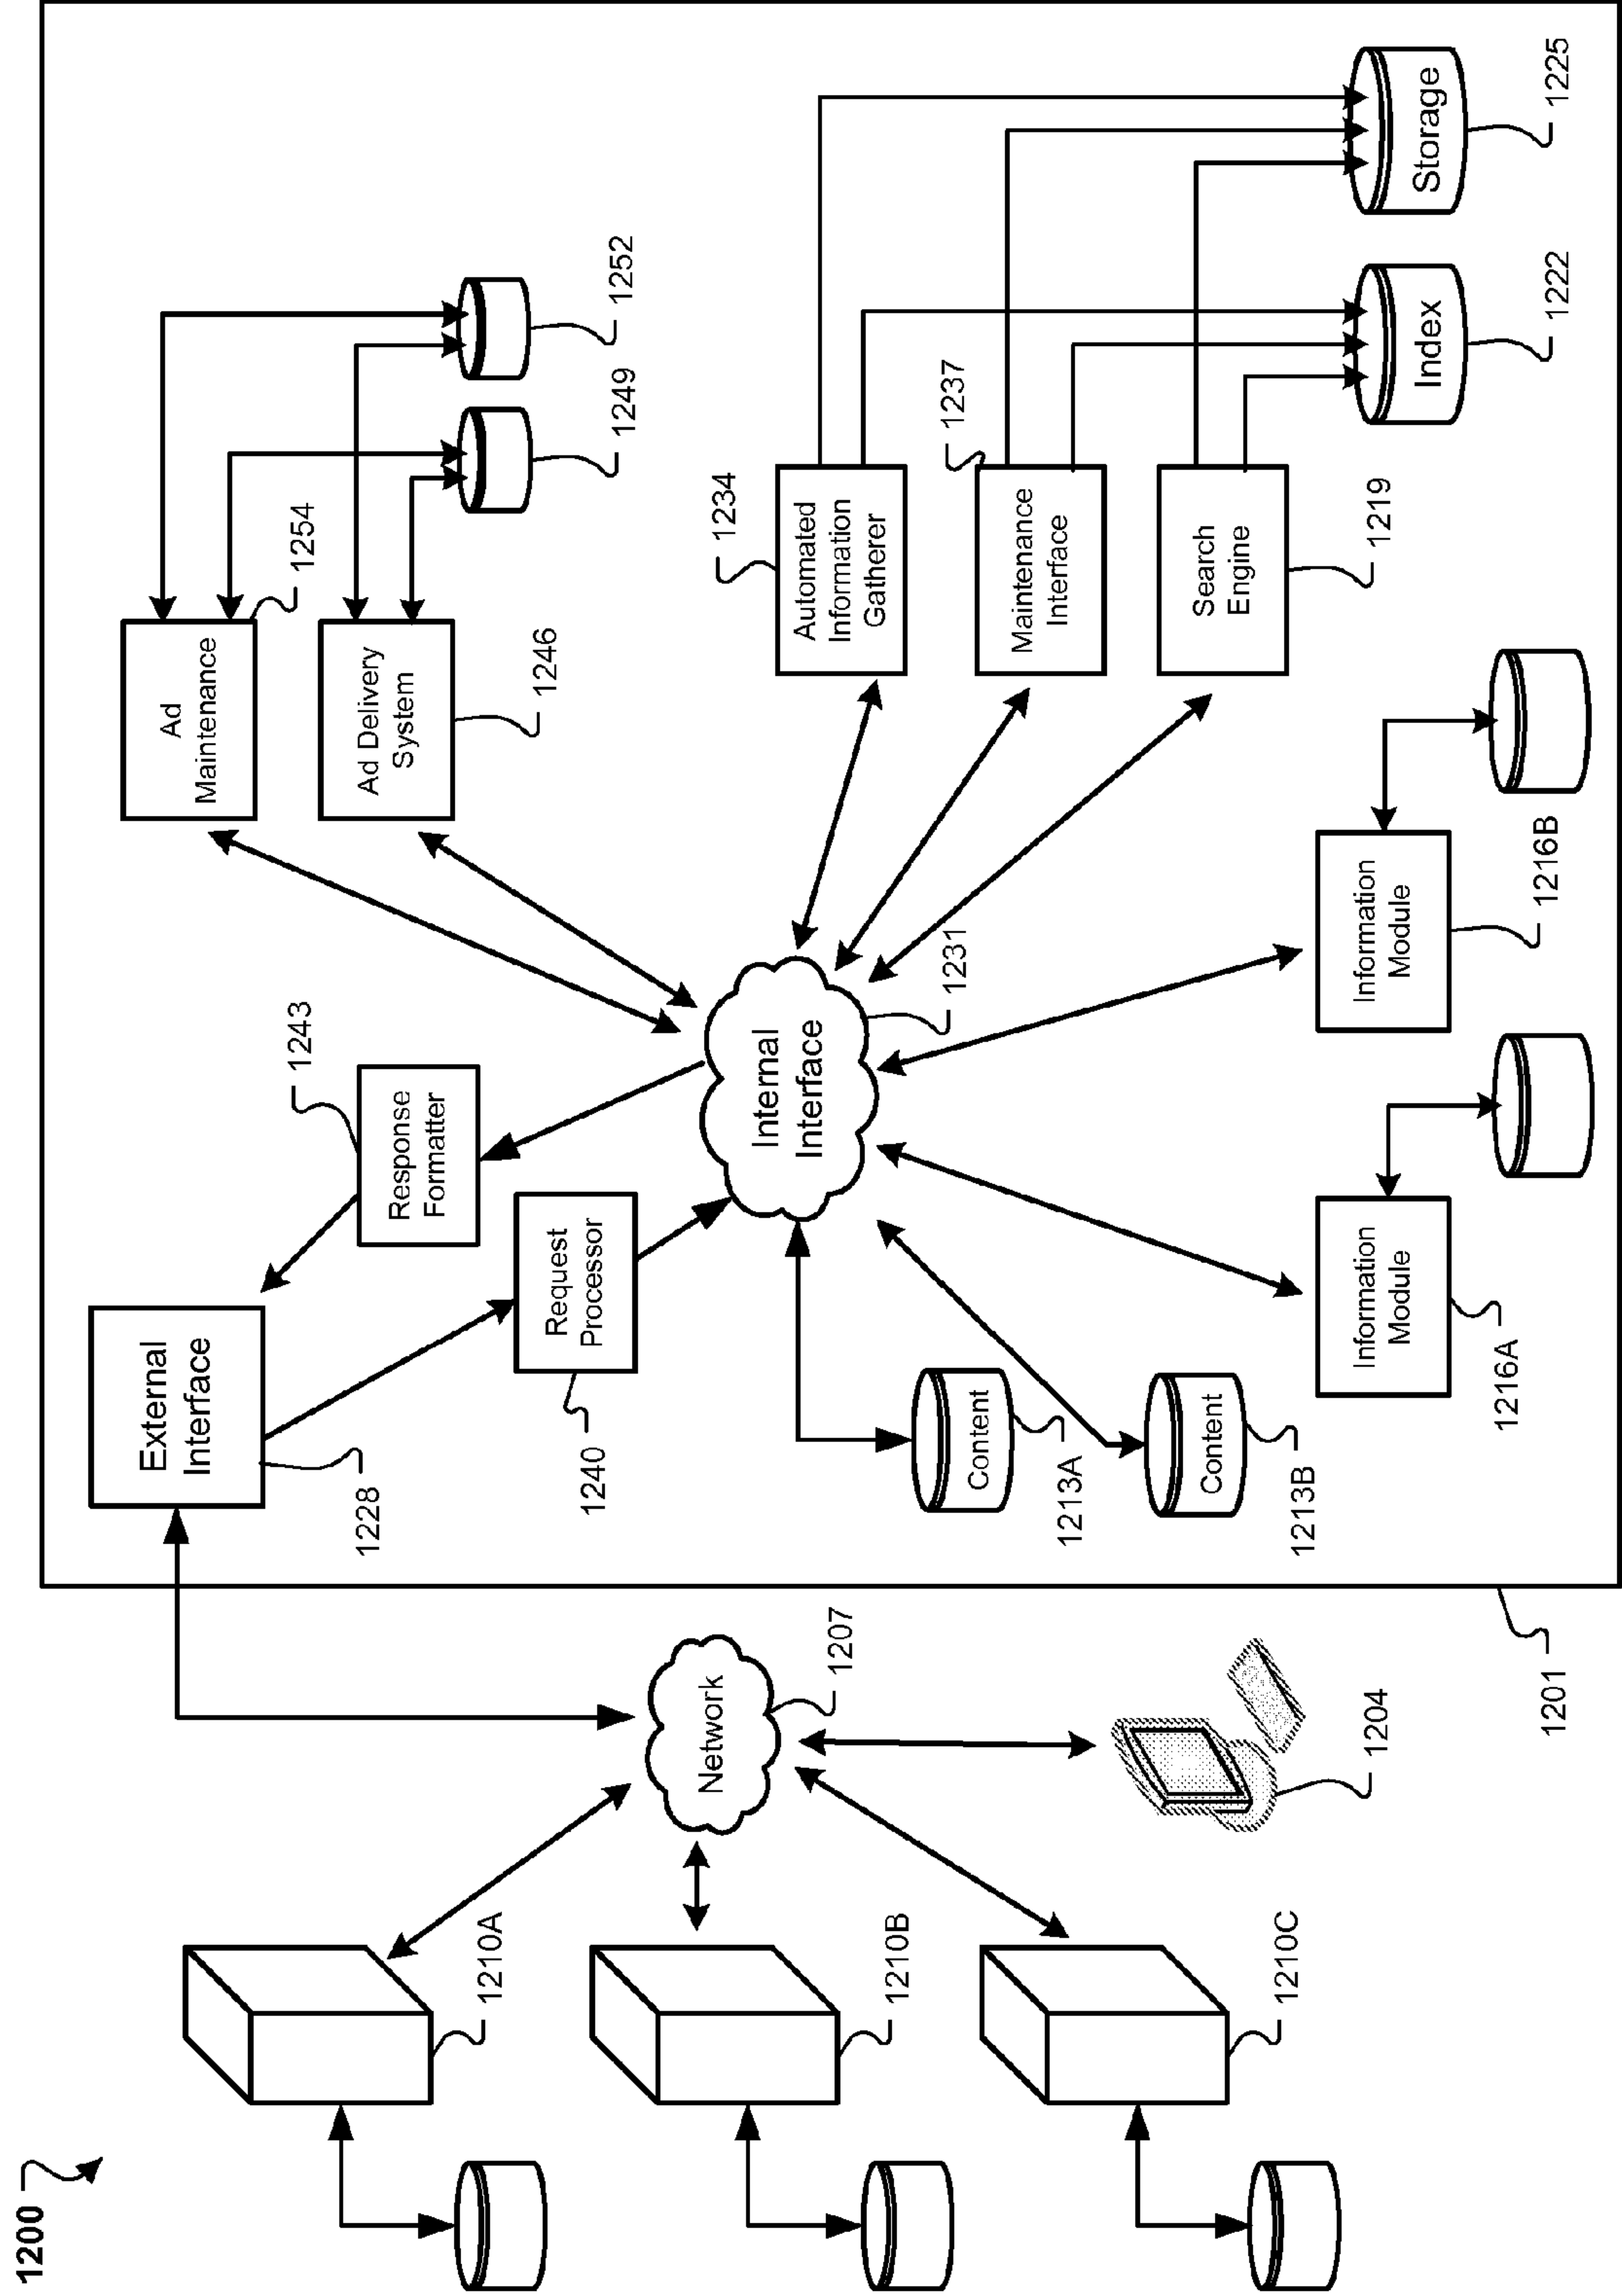 1200
1210A
1210B
1210C
Network
1207
1204
1201
External
Interface
1228
Request
Processor
1240
Response
Formatter
1243
Internal
Interface
1231
Content
1213A
Content
1213B
Information
Module
1216A
Information
Module
1216B
Ad
Maintenance
1254
Ad Delivery
System
1246
1249
1252
Automated
Information
Gatherer
1234
Maintenance
Interface
1237
Search
Engine
1219
Index
1222
Storage
1225